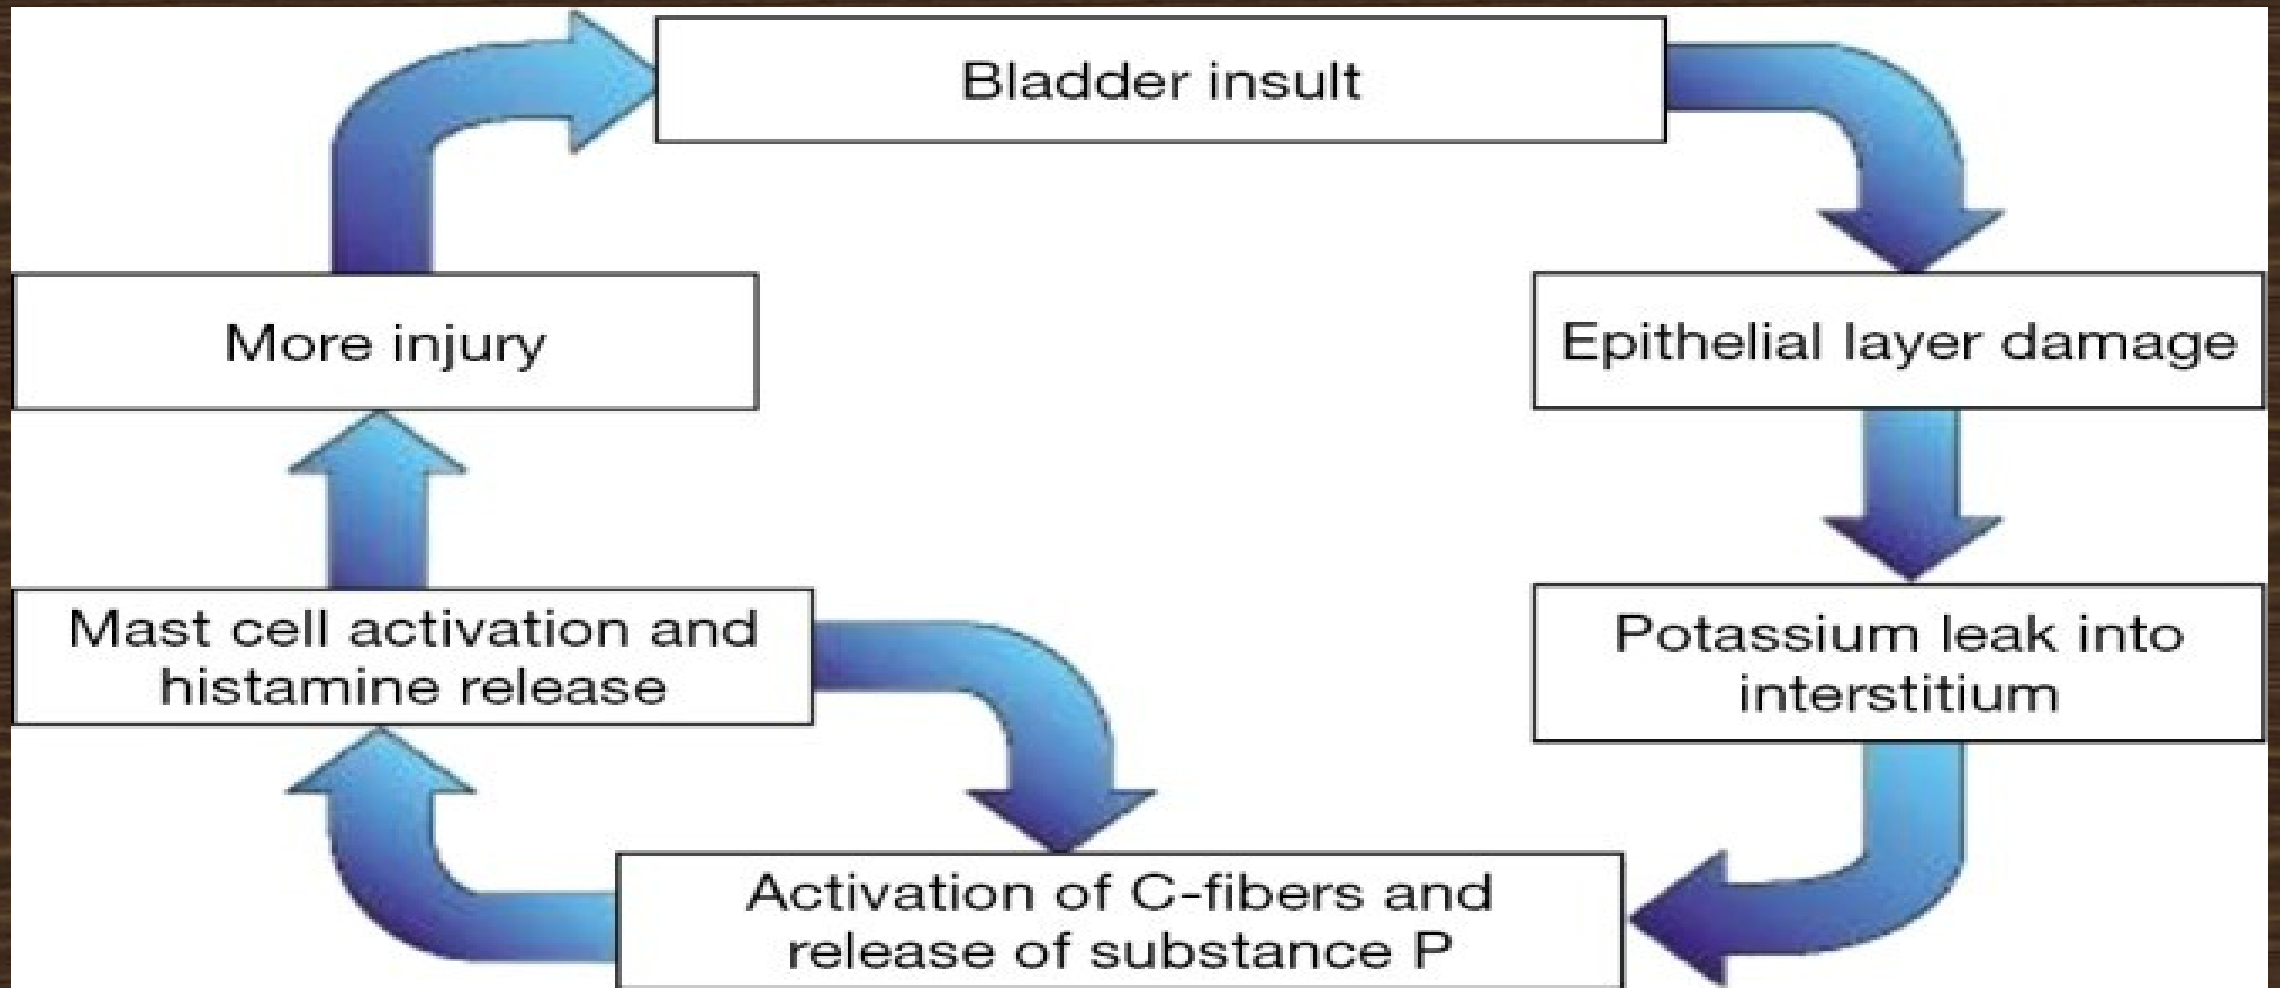 Bladder insult
More injury
Epithelial layer damage
Mast cell activation and
histamine release
Potassium leak into
interstitium
Activation of C-fibers and
release of substance P